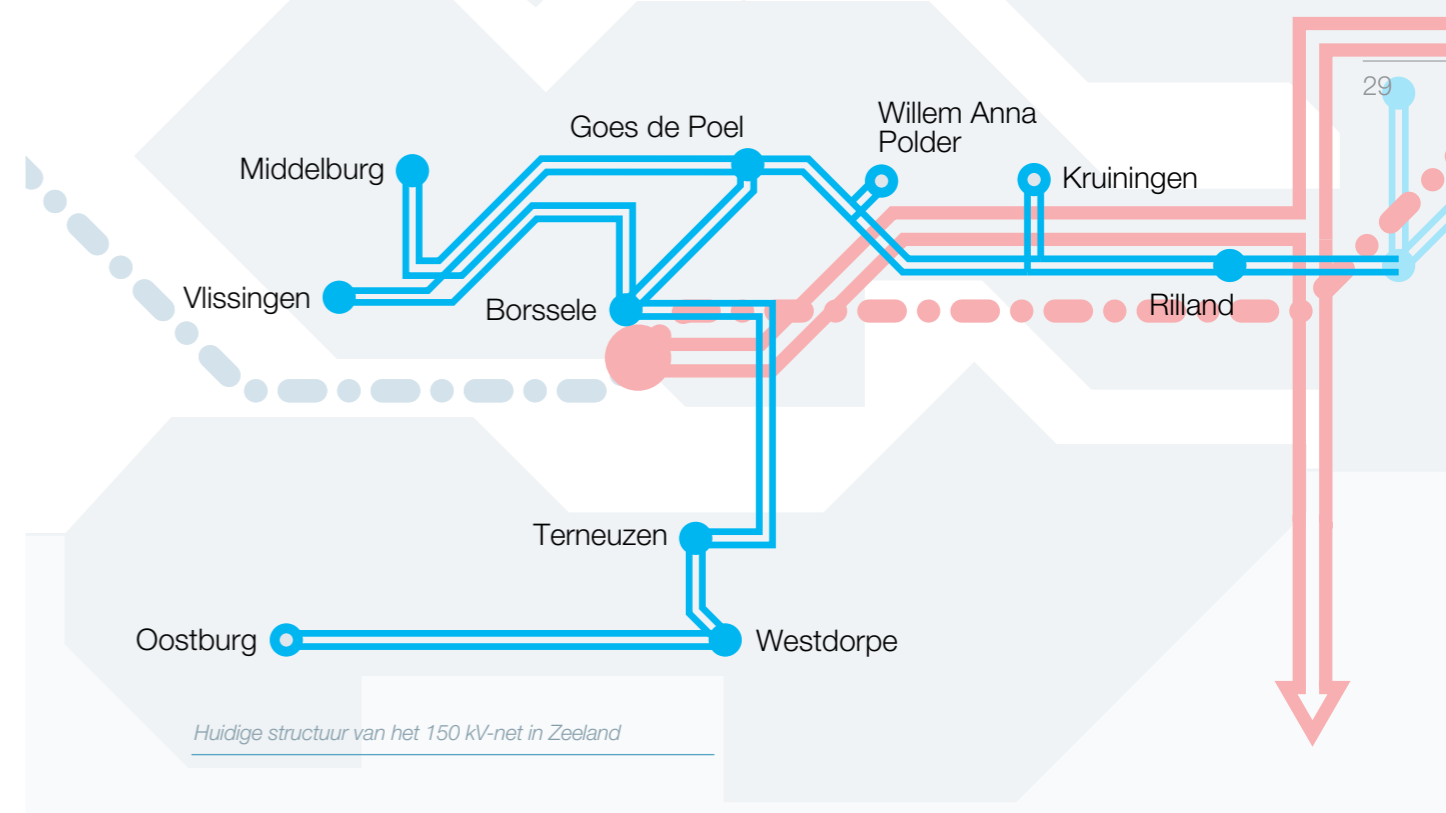 29
Willem Anna
Polder
Goes de Poel
Middelburg
Kruiningen
Vlissingen
Borssele
Rilland
Terneuzen
Oostburg
Westdorpe
Huidige structuur van het 150 kV-net in Zeeland